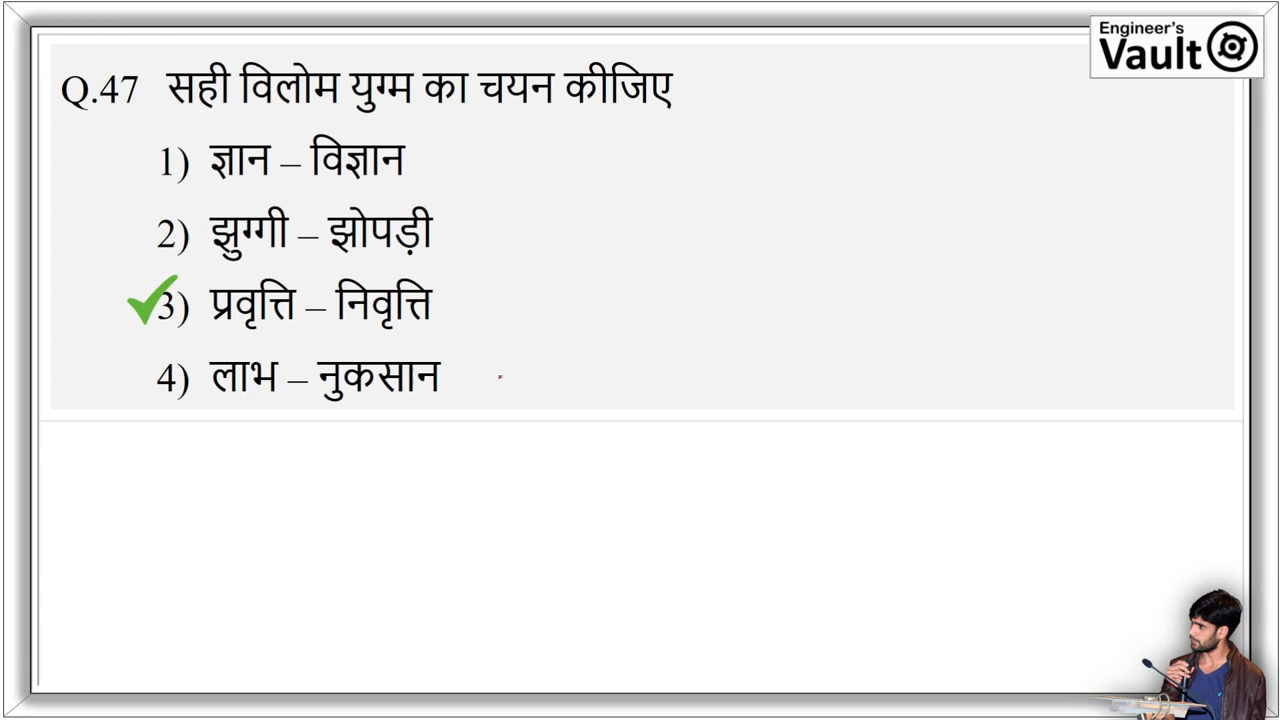 Engineer's
Vault
Q.47 सही विलोम युग्म का चयन कीजिए
1) ज्ञान – विज्ञान
2) झुग्गी – झोपड़ी
3) प्रवृत्ति – निवृत्ति
4) लाभ – नुकसान